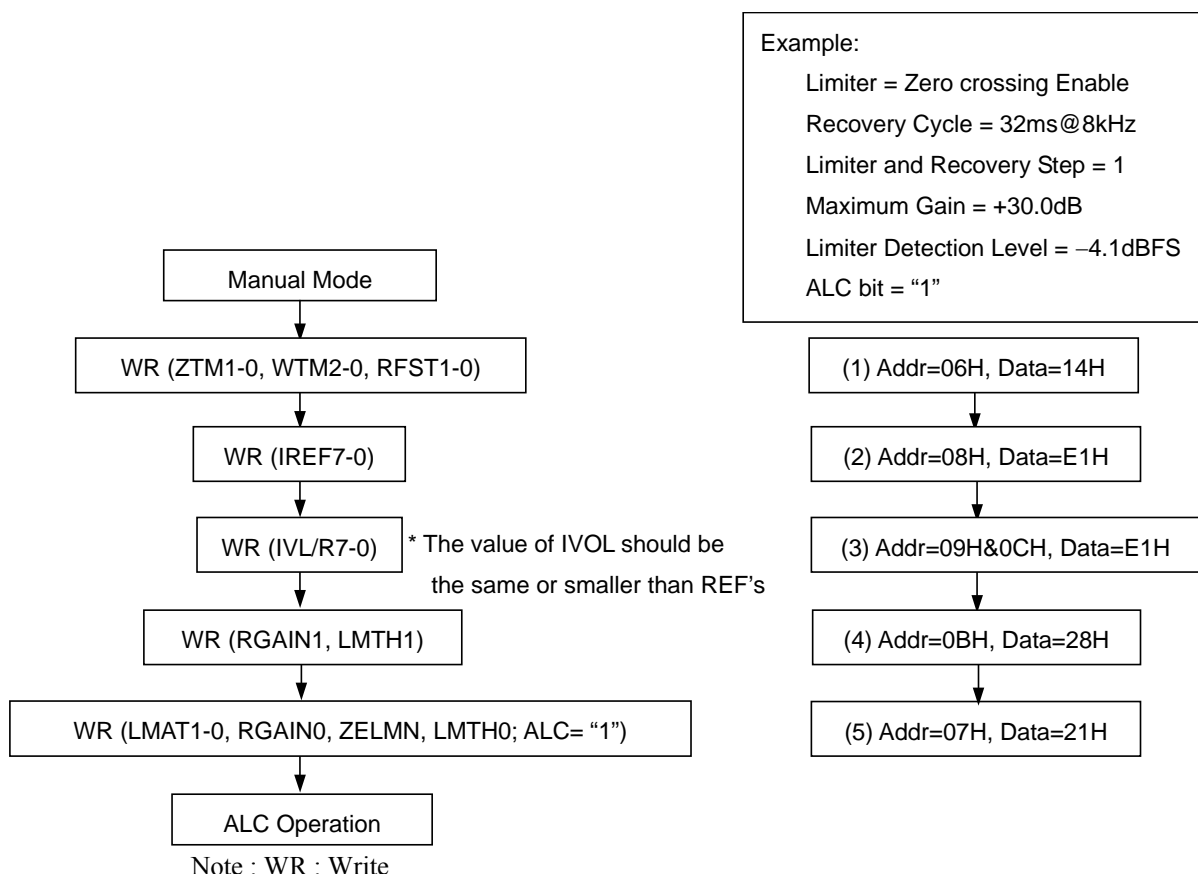 Example:
Limiter = Zero crossing Enable
Recovery Cycle = 32ms@8kHz
Limiter and Recovery Step = 1
Maximum Gain = +30.0dB
Limiter Detection Level = −4.1dBFS
ALC bit = “1”
Manual Mode
WR (ZTM1-0, WTM2-0, RFST1-0)
WR (IREF7-0)
WR (IVL/R7-0)
* The value of IVOL should be
the same or smaller than REF’s
WR (RGAIN1, LMTH1)
WR (LMAT1-0, RGAIN0, ZELMN, LMTH0; ALC= “1”)
ALC Operation
Note : WR : Write
(1) Addr=06H, Data=14H
(2) Addr=08H, Data=E1H
(3) Addr=09H&0CH, Data=E1H
(4) Addr=0BH, Data=28H
(5) Addr=07H, Data=21H